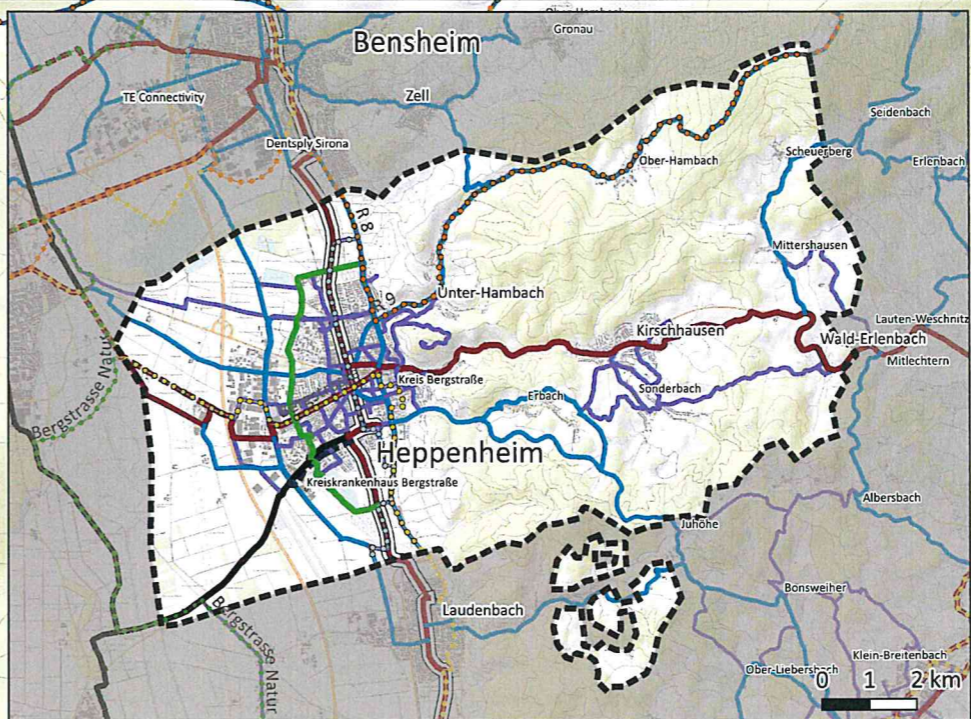 Bensheim
Gronau
TE Connectivity
Zell
Seidenbach
Dentsply Sirona
Scheuerberg
Ober-Hambach
Erlenbach
R8
Mittershausen
9
Unter-Hambach
Kirschhausen
Lauten-Weschnitz
Wald-Erlenbach
Mitlechtern
Bergstrasse Natur
Kreis Bergstraße
Sonderbach
Erbach
Heppenheim
Kreiskrankenhaus Bergstraße
Albersbach
Juhöhe
Bonsweiher
Laudenbach
Bergstrasse Natur
Klein-Breitenbach
Ober-Liebersbach
0 1 2 km